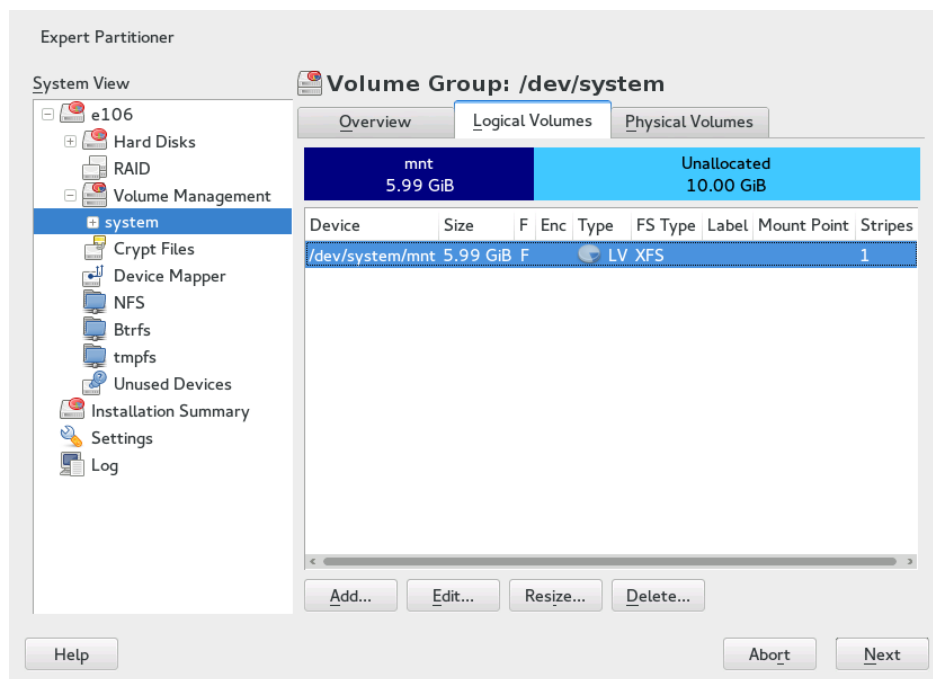 Expert Partitioner
System View
e106
Hard Disks
RAID
Volume Management
system
Crypt Files
Device Mapper
NFS
Btrfs
tmpfs
Unused Devices
Installation Summary
Settings
Log
Volume Group: /dev/system
Overview Logical Volumes Physical Volumes
mnt Unallocated
5.99 GiB 10.00 GiB
Device Size F Enc Type FS Type Label Mount Point Stripes
/dev/system/mnt 5.99 GiB F LV XFS 1
Add... Edit... Resize... Delete...
Help Abort Next